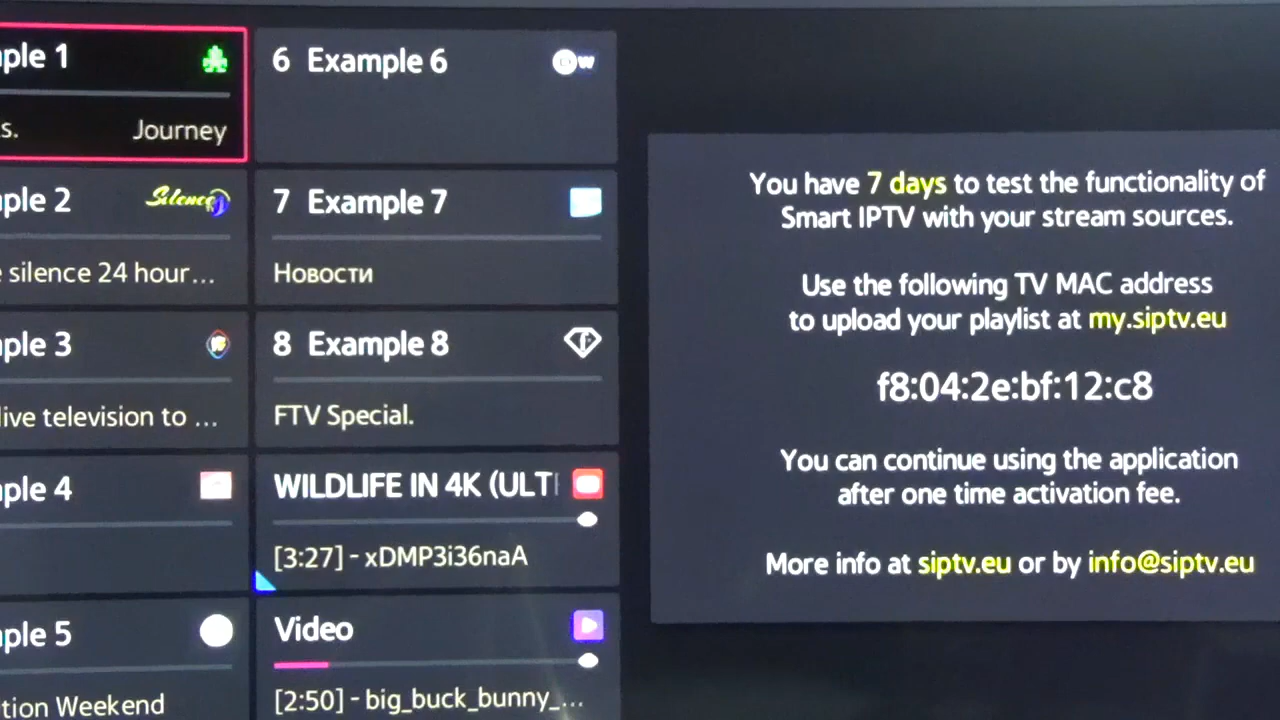 ple 1
s. Journey
ple 2
Silence
silence 24 hour...
ple 3
live television to ...
ple 4
ple 5
tion Weekend
6 Example 6
W
7 Example 7
Новости
8 Example 8
F
FTV Special.
WILDLIFE IN 4K (ULT
[3:27] - xDMP3i36naA
Video
[2:50] - big_buck_bunny_...
You have 7 days to test the functionality of
Smart IPTV with your stream sources.
Use the following TV MAC address
to upload your playlist at my.siptv.eu
f8:04:2e:bf:12:c8
You can continue using the application
after one time activation fee.
More info at siptv.eu or by info@siptv.eu